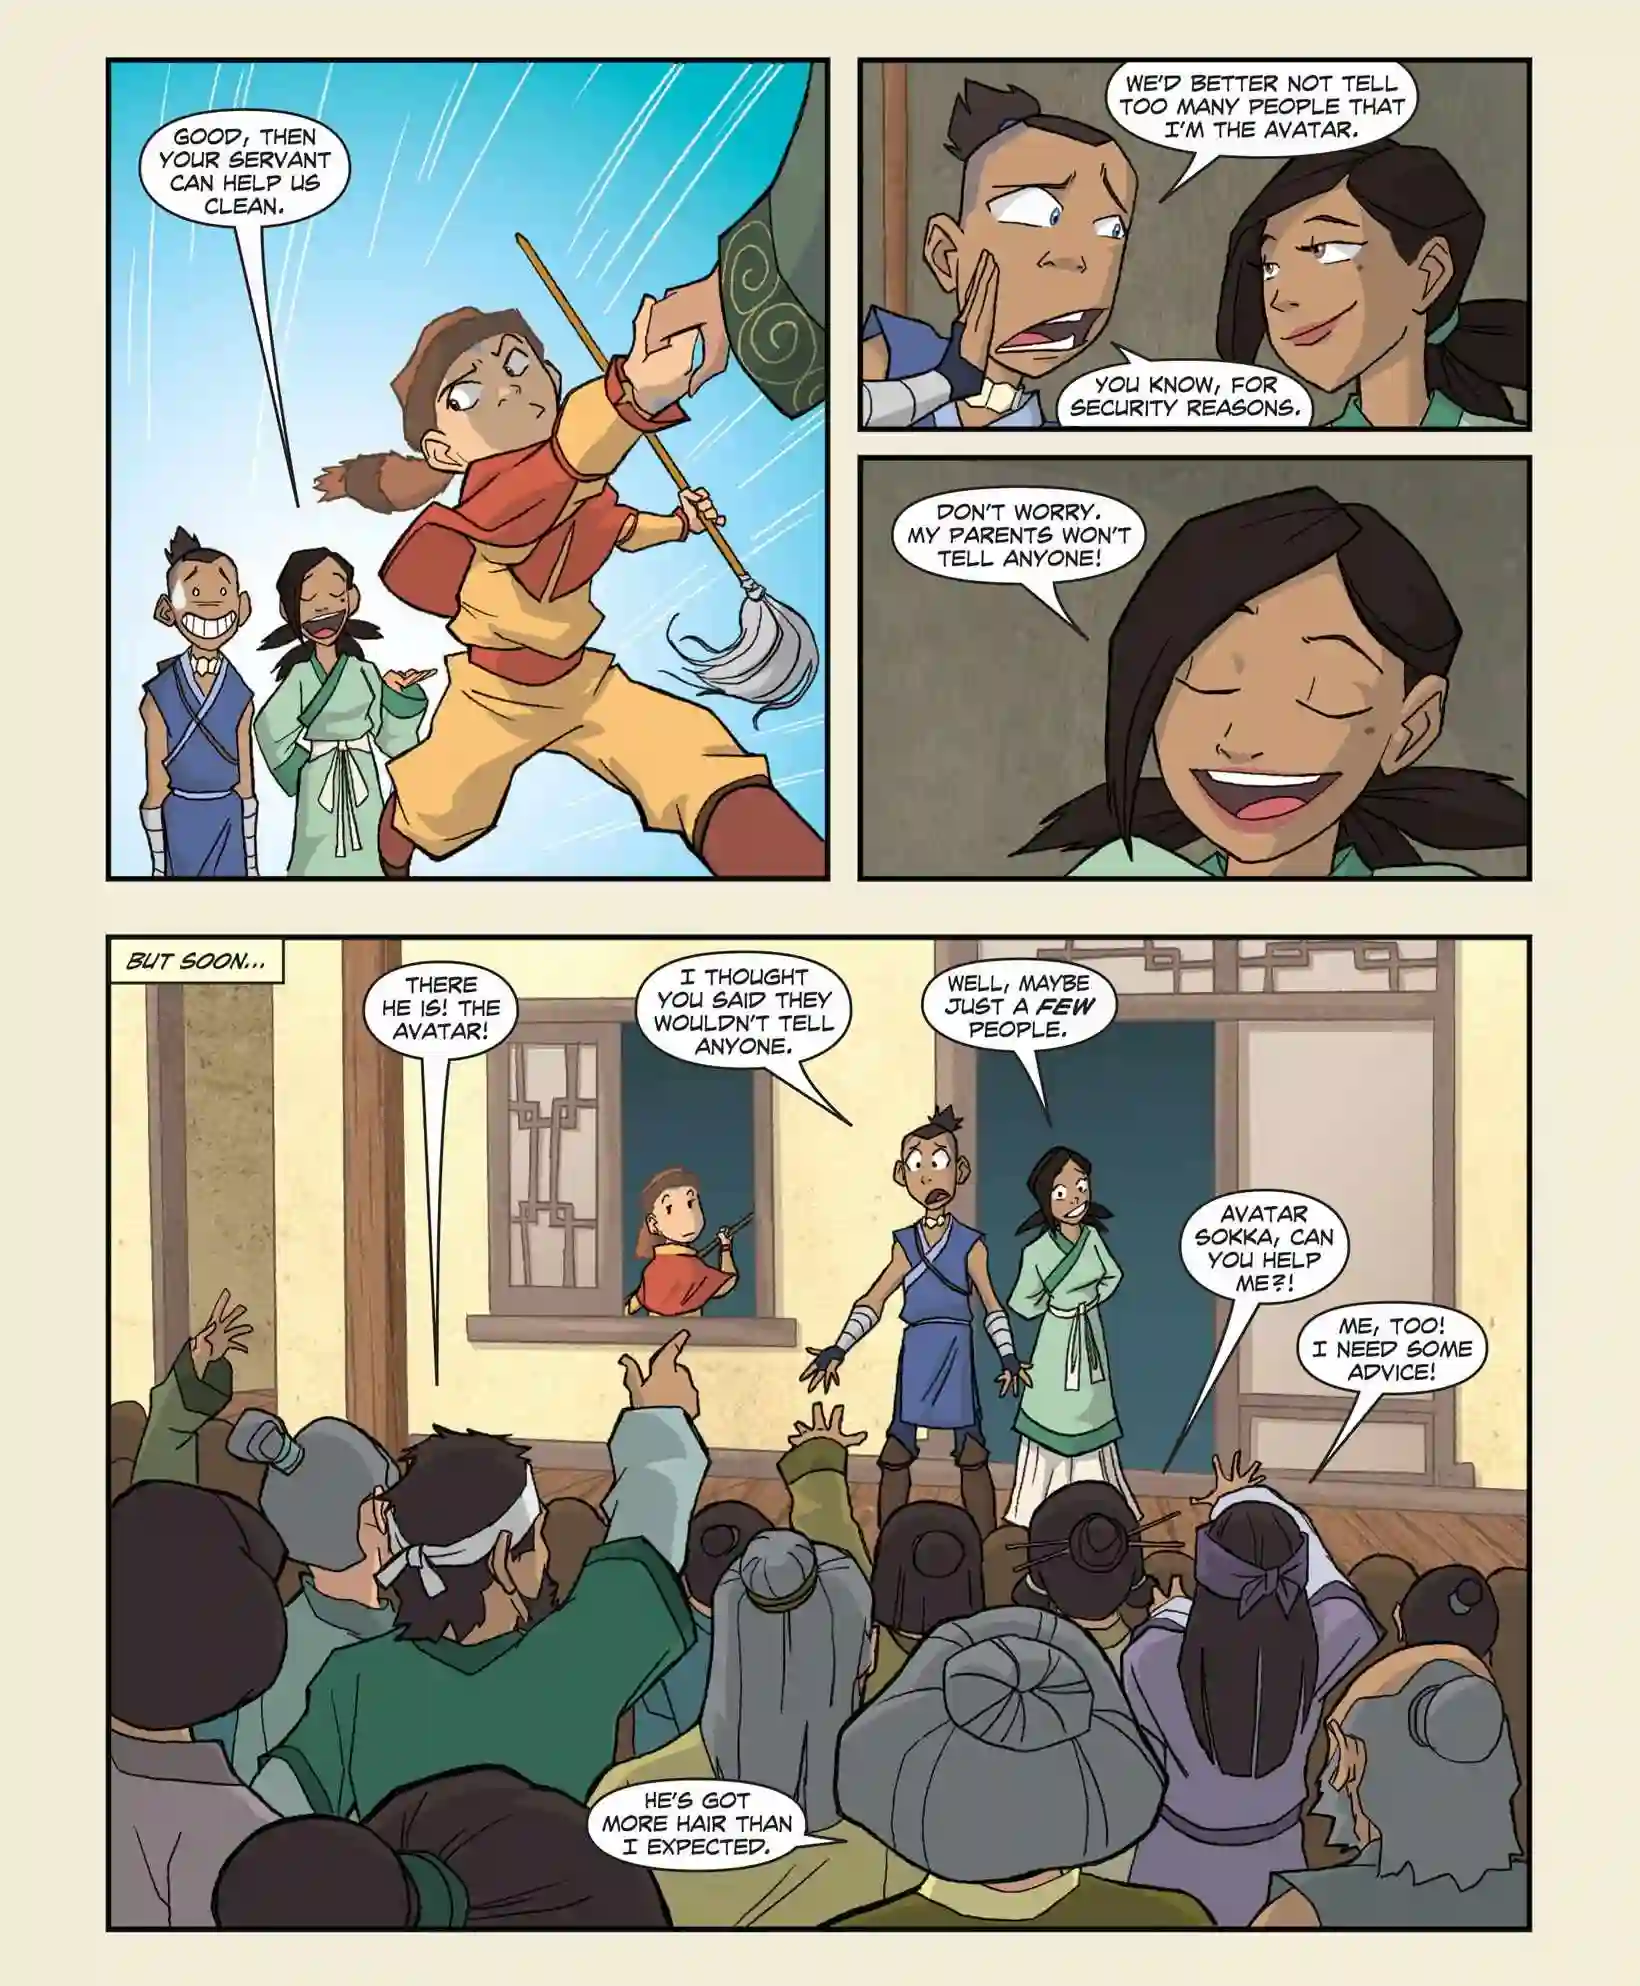 GOOD, THEN
YOUR SERVANT
CAN HELP US
CLEAN.
WE'D BETTER NOT TELL
TOO MANY PEOPLE THAT
I'M THE AVATAR.
YOU KNOW, FOR
SECURITY REASONS.
DON'T WORRY.
MY PARENTS WON'T
TELL ANYONE!
BUT SOON...
THERE
HE IS! THE
AVATAR!
I THOUGHT
YOU SAID THEY
WOULDN'T TELL
ANYONE.
WELL, MAYBE
JUST A FEW
PEOPLE.
AVATAR
SOKKA, CAN
YOU HELP
ME?!
ME, TOO!
I NEED SOME
ADVICE!
HE'S GOT
MORE HAIR THAN
I EXPECTED.